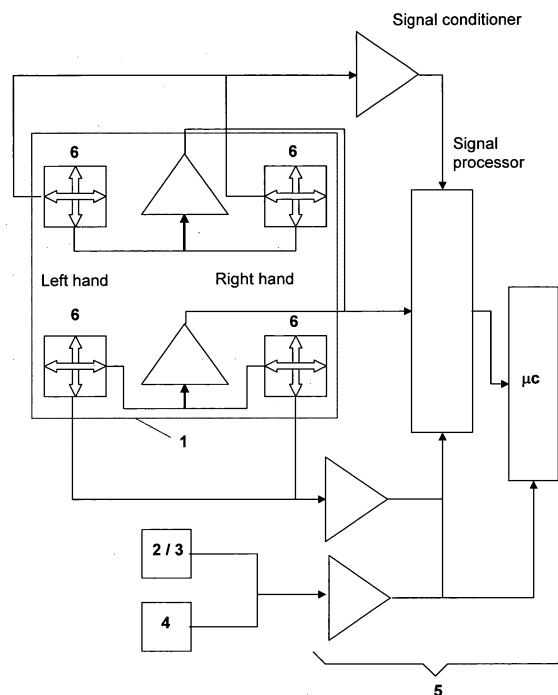 Signal conditioner
Signal
processor
6
6
Left hand
Right hand
6
6
µc
1
2 / 3
4
5